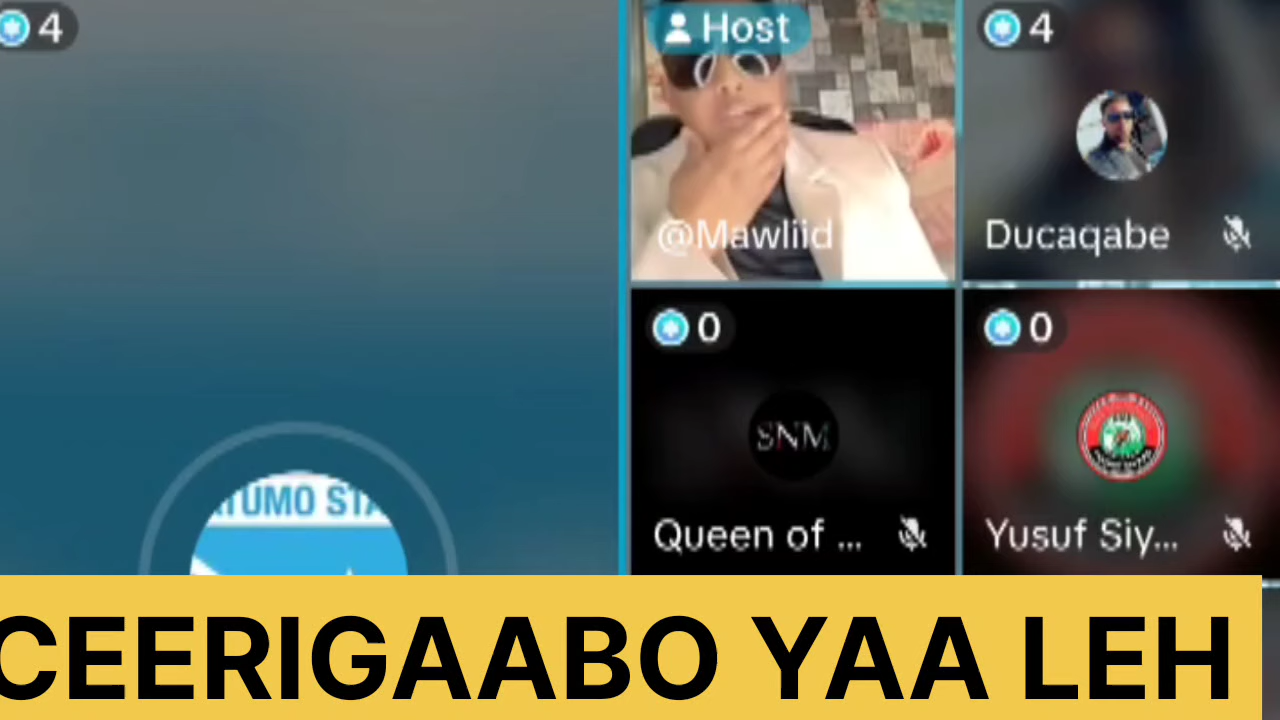 4
Host
4
@Mawliid
Ducaqabe
0
0
SNM
TUMO STA
Queen of ...
Yusuf Siy...
CEERIGAABO YAA LEH